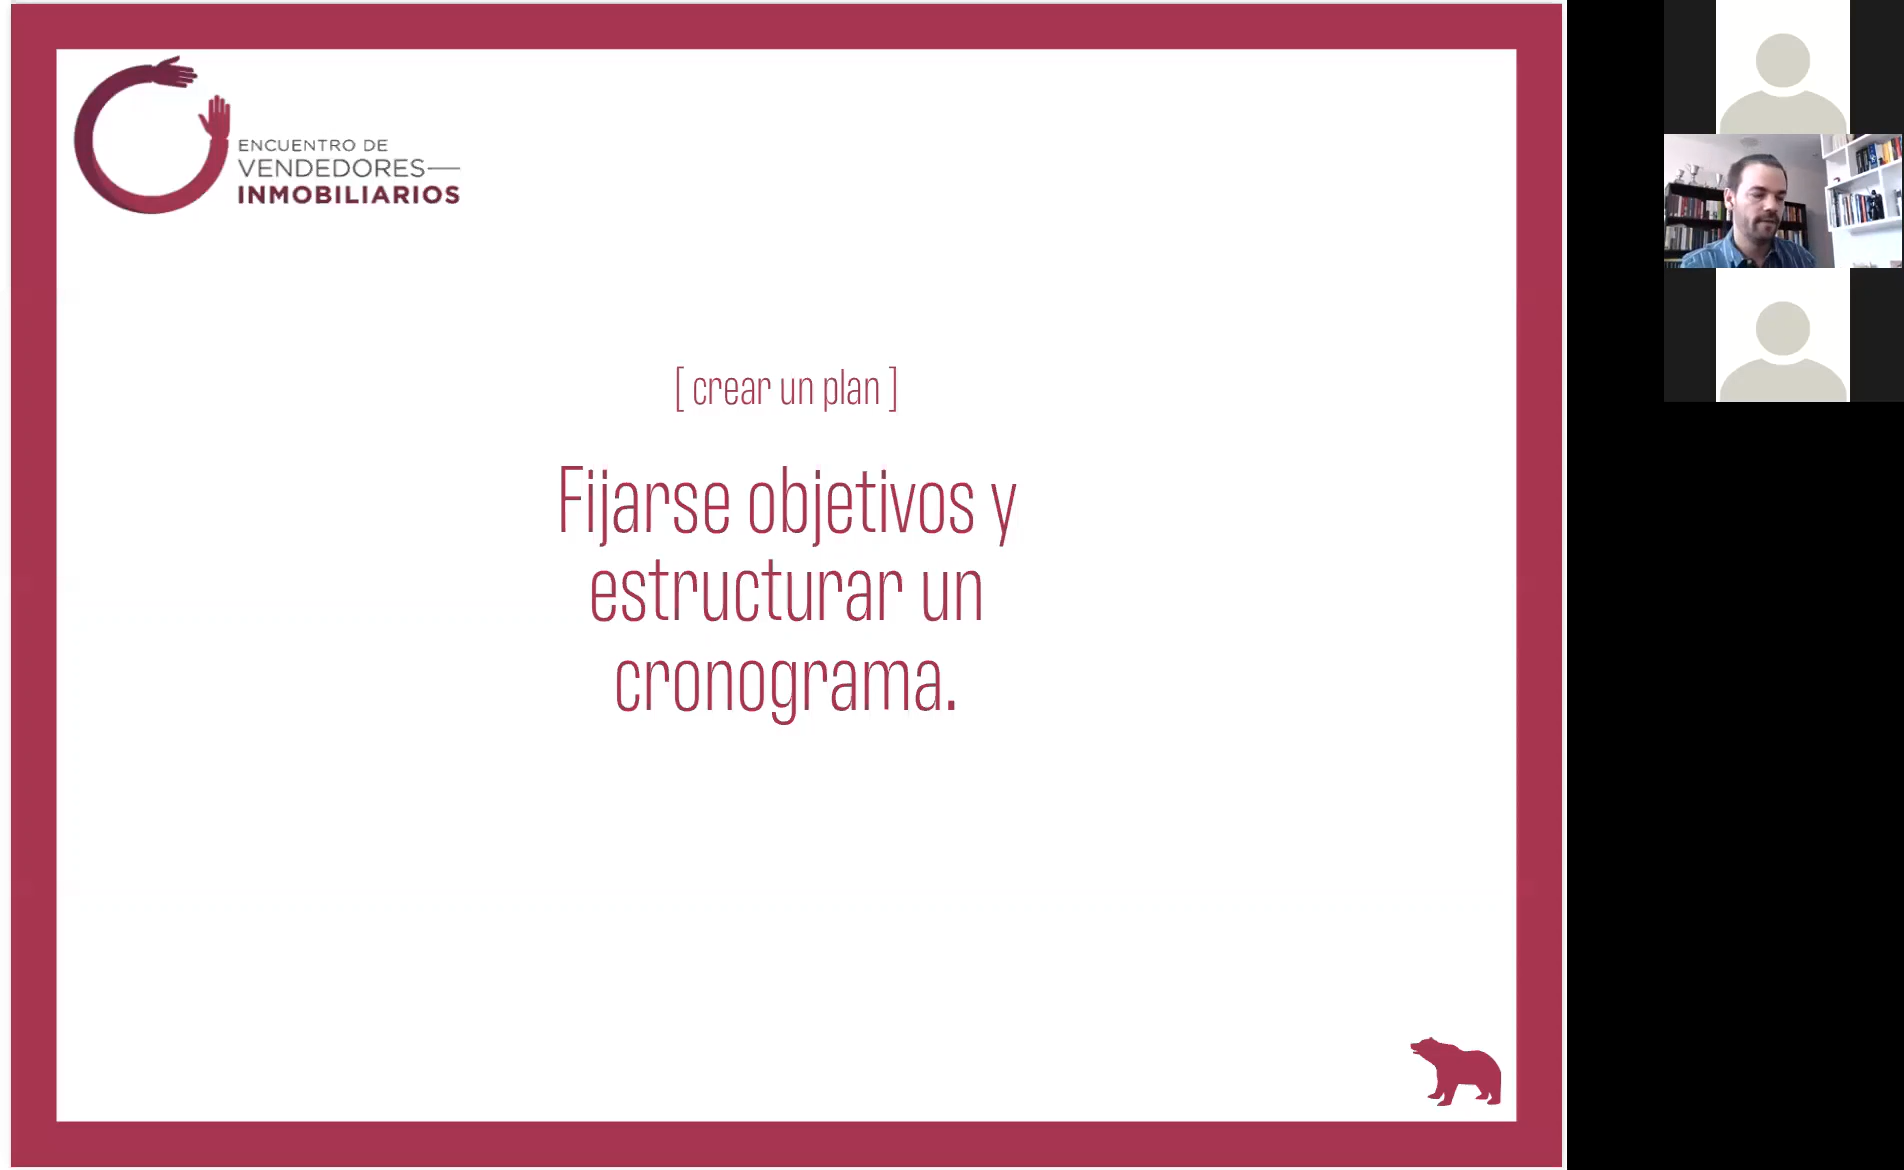 ENCUENTRO DE
VENDEDORES
INMOBILIARIOS
[ crear un plan ]
Fijarse objetivos y
estructurar un
cronograma.